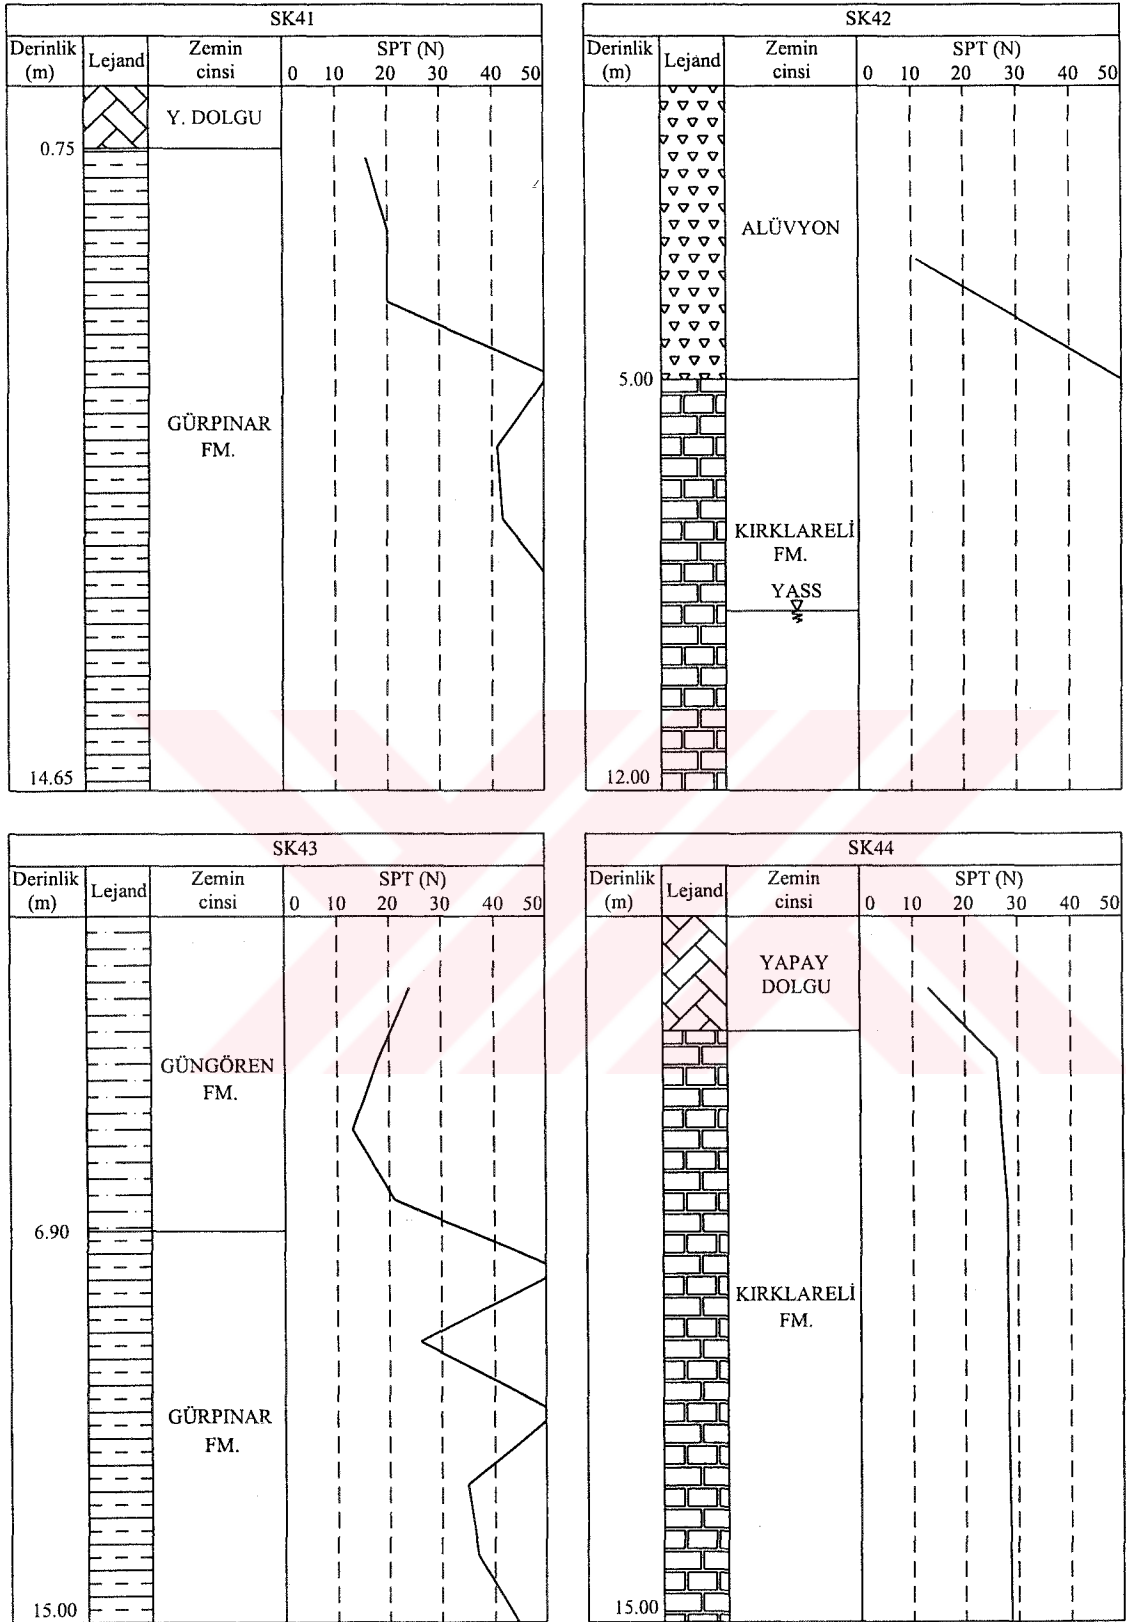 SK41
Derinlik
(m)
Lejand
Zemin
cinsi
SPT (N)
0 10 20 30 40 50
Y. DOLGU
0.75
GÜRPINAR
FM.
14.65
SK42
Derinlik
(m)
Lejand
Zemin
cinsi
SPT (N)
0 10 20 30 40 50
ALÜVYON
5.00
KIRKLARELİ
FM.
YASS
12.00
SK43
Derinlik
(m)
Lejand
Zemin
cinsi
SPT (N)
0 10 20 30 40 50
GÜNGÖREN
FM.
6.90
GÜRPINAR
FM.
15.00
SK44
Derinlik
(m)
Lejand
Zemin
cinsi
SPT (N)
0 10 20 30 40 50
YAPAY
DOLGU
KIRKLARELİ
FM.
15.00